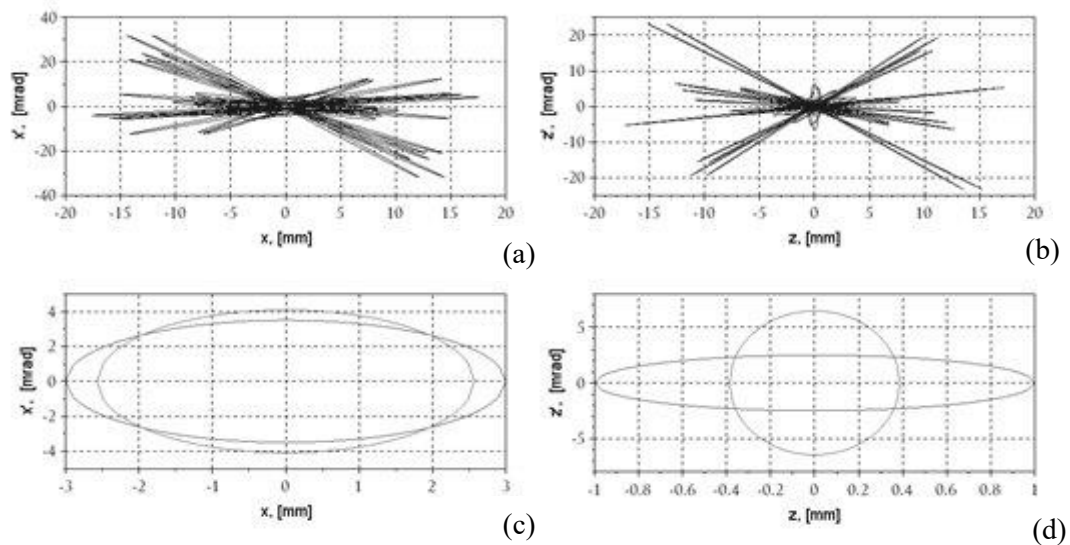 x', [mrad]
40
20
0
-20
-40
-20 -15 -10 -5 0 5 10 15 20
x, [mm]
(a)
z', [mrad]
20
10
0
-10
-20
-20 -15 -10 -5 0 5 10 15 20
z, [mm]
(b)
x', [mrad]
4
2
0
-2
-4
-3 -2 -1 0 1 2 3
x, [mm]
(c)
z', [mrad]
5
0
-5
-1 -0.8 -0.6 -0.4 -0.2 0 0.2 0.4 0.6 0.8 1
z, [mm]
(d)